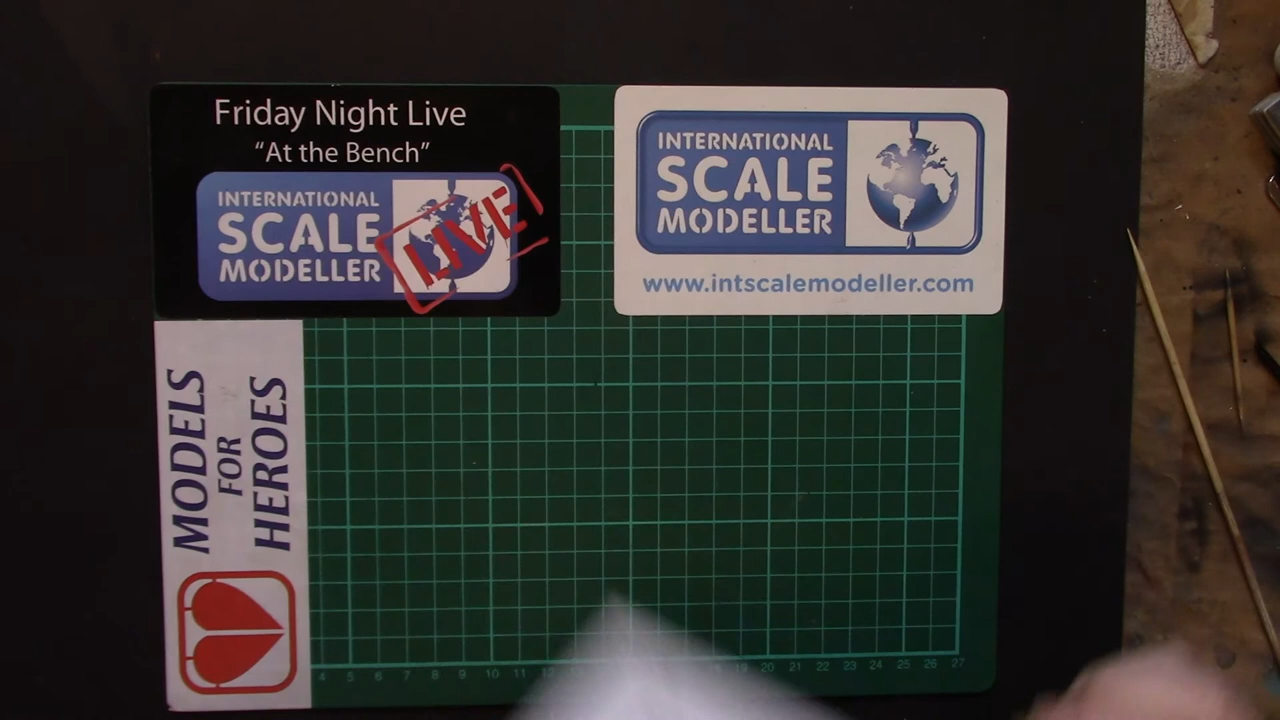 Friday Night Live
“At the Bench”
INTERNATIONAL
SCALE
MODELLER
LIVE
INTERNATIONAL
SCALE
MODELLER
www.intscalemodeller.com
MODELS
FOR
HEROES
4 5 6 7 8 9 10 11 12 19 20 21 22 23 24 25 26 27